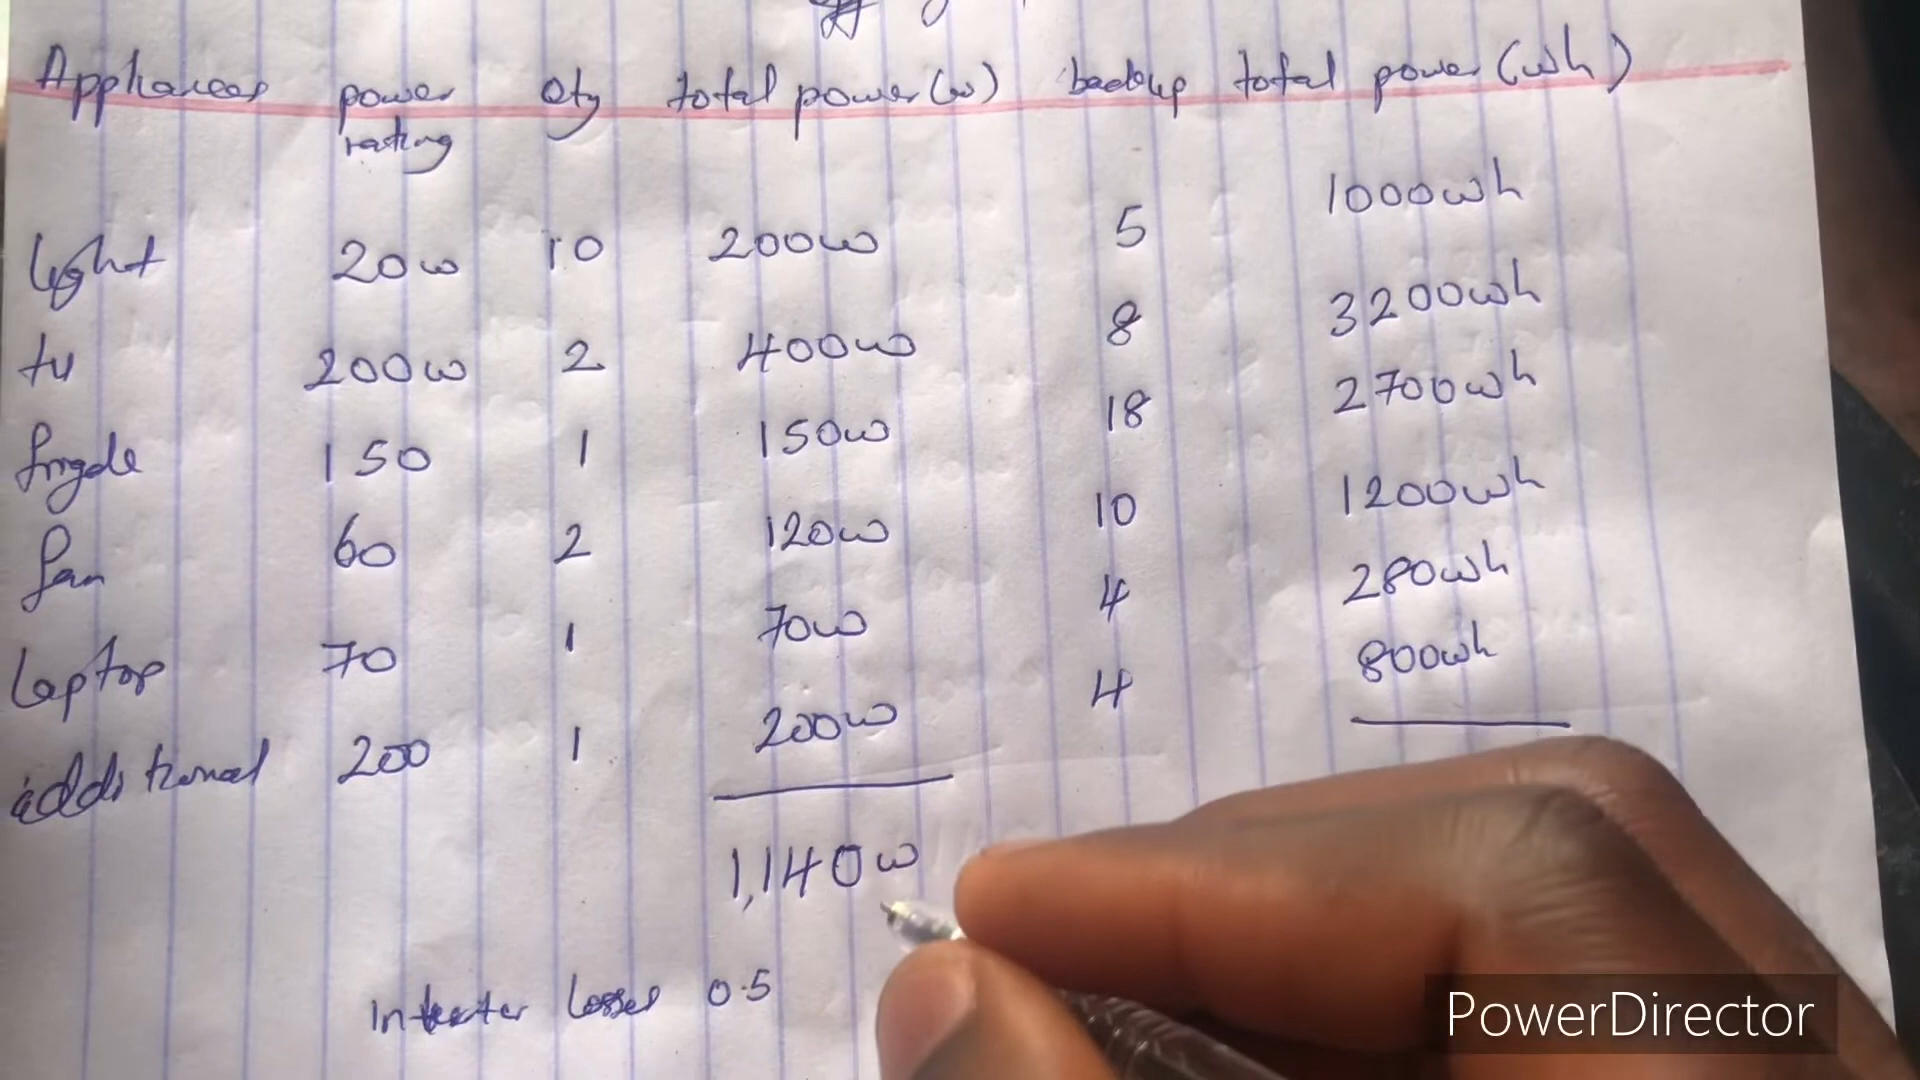 Appliances power rating Qty total power (w) backup total power (wh)
light 20w 10 200w 5 1000wh
tv 200w 2 400w 8 3200wh
frigde 150 1 150w 18 2700wh
fan 60 2 120w 10 1200wh
laptop 70 1 70w 4 280wh
additional 200 1 200w 4 800wh
1,140w
losses 0.5
PowerDirector